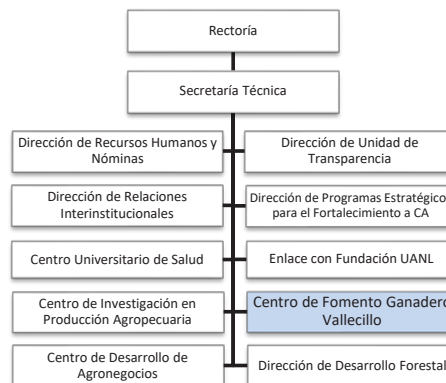 Rectoría
Secretaría Técnica
Dirección de Recursos Humanos y
Nóminas
Dirección de Unidad de
Transparencia
Dirección de Relaciones
Interinstitucionales
Dirección de Programas Estratégico
para el Fortalecimiento a CA
Centro Universitario de Salud
Enlace con Fundación UANL
Centro de Investigación en
Producción Agropecuaria
Centro de Fomento Ganadero
Vallecillo
Centro de Desarrollo de
Agronegocios
Dirección de Desarrollo Forestal